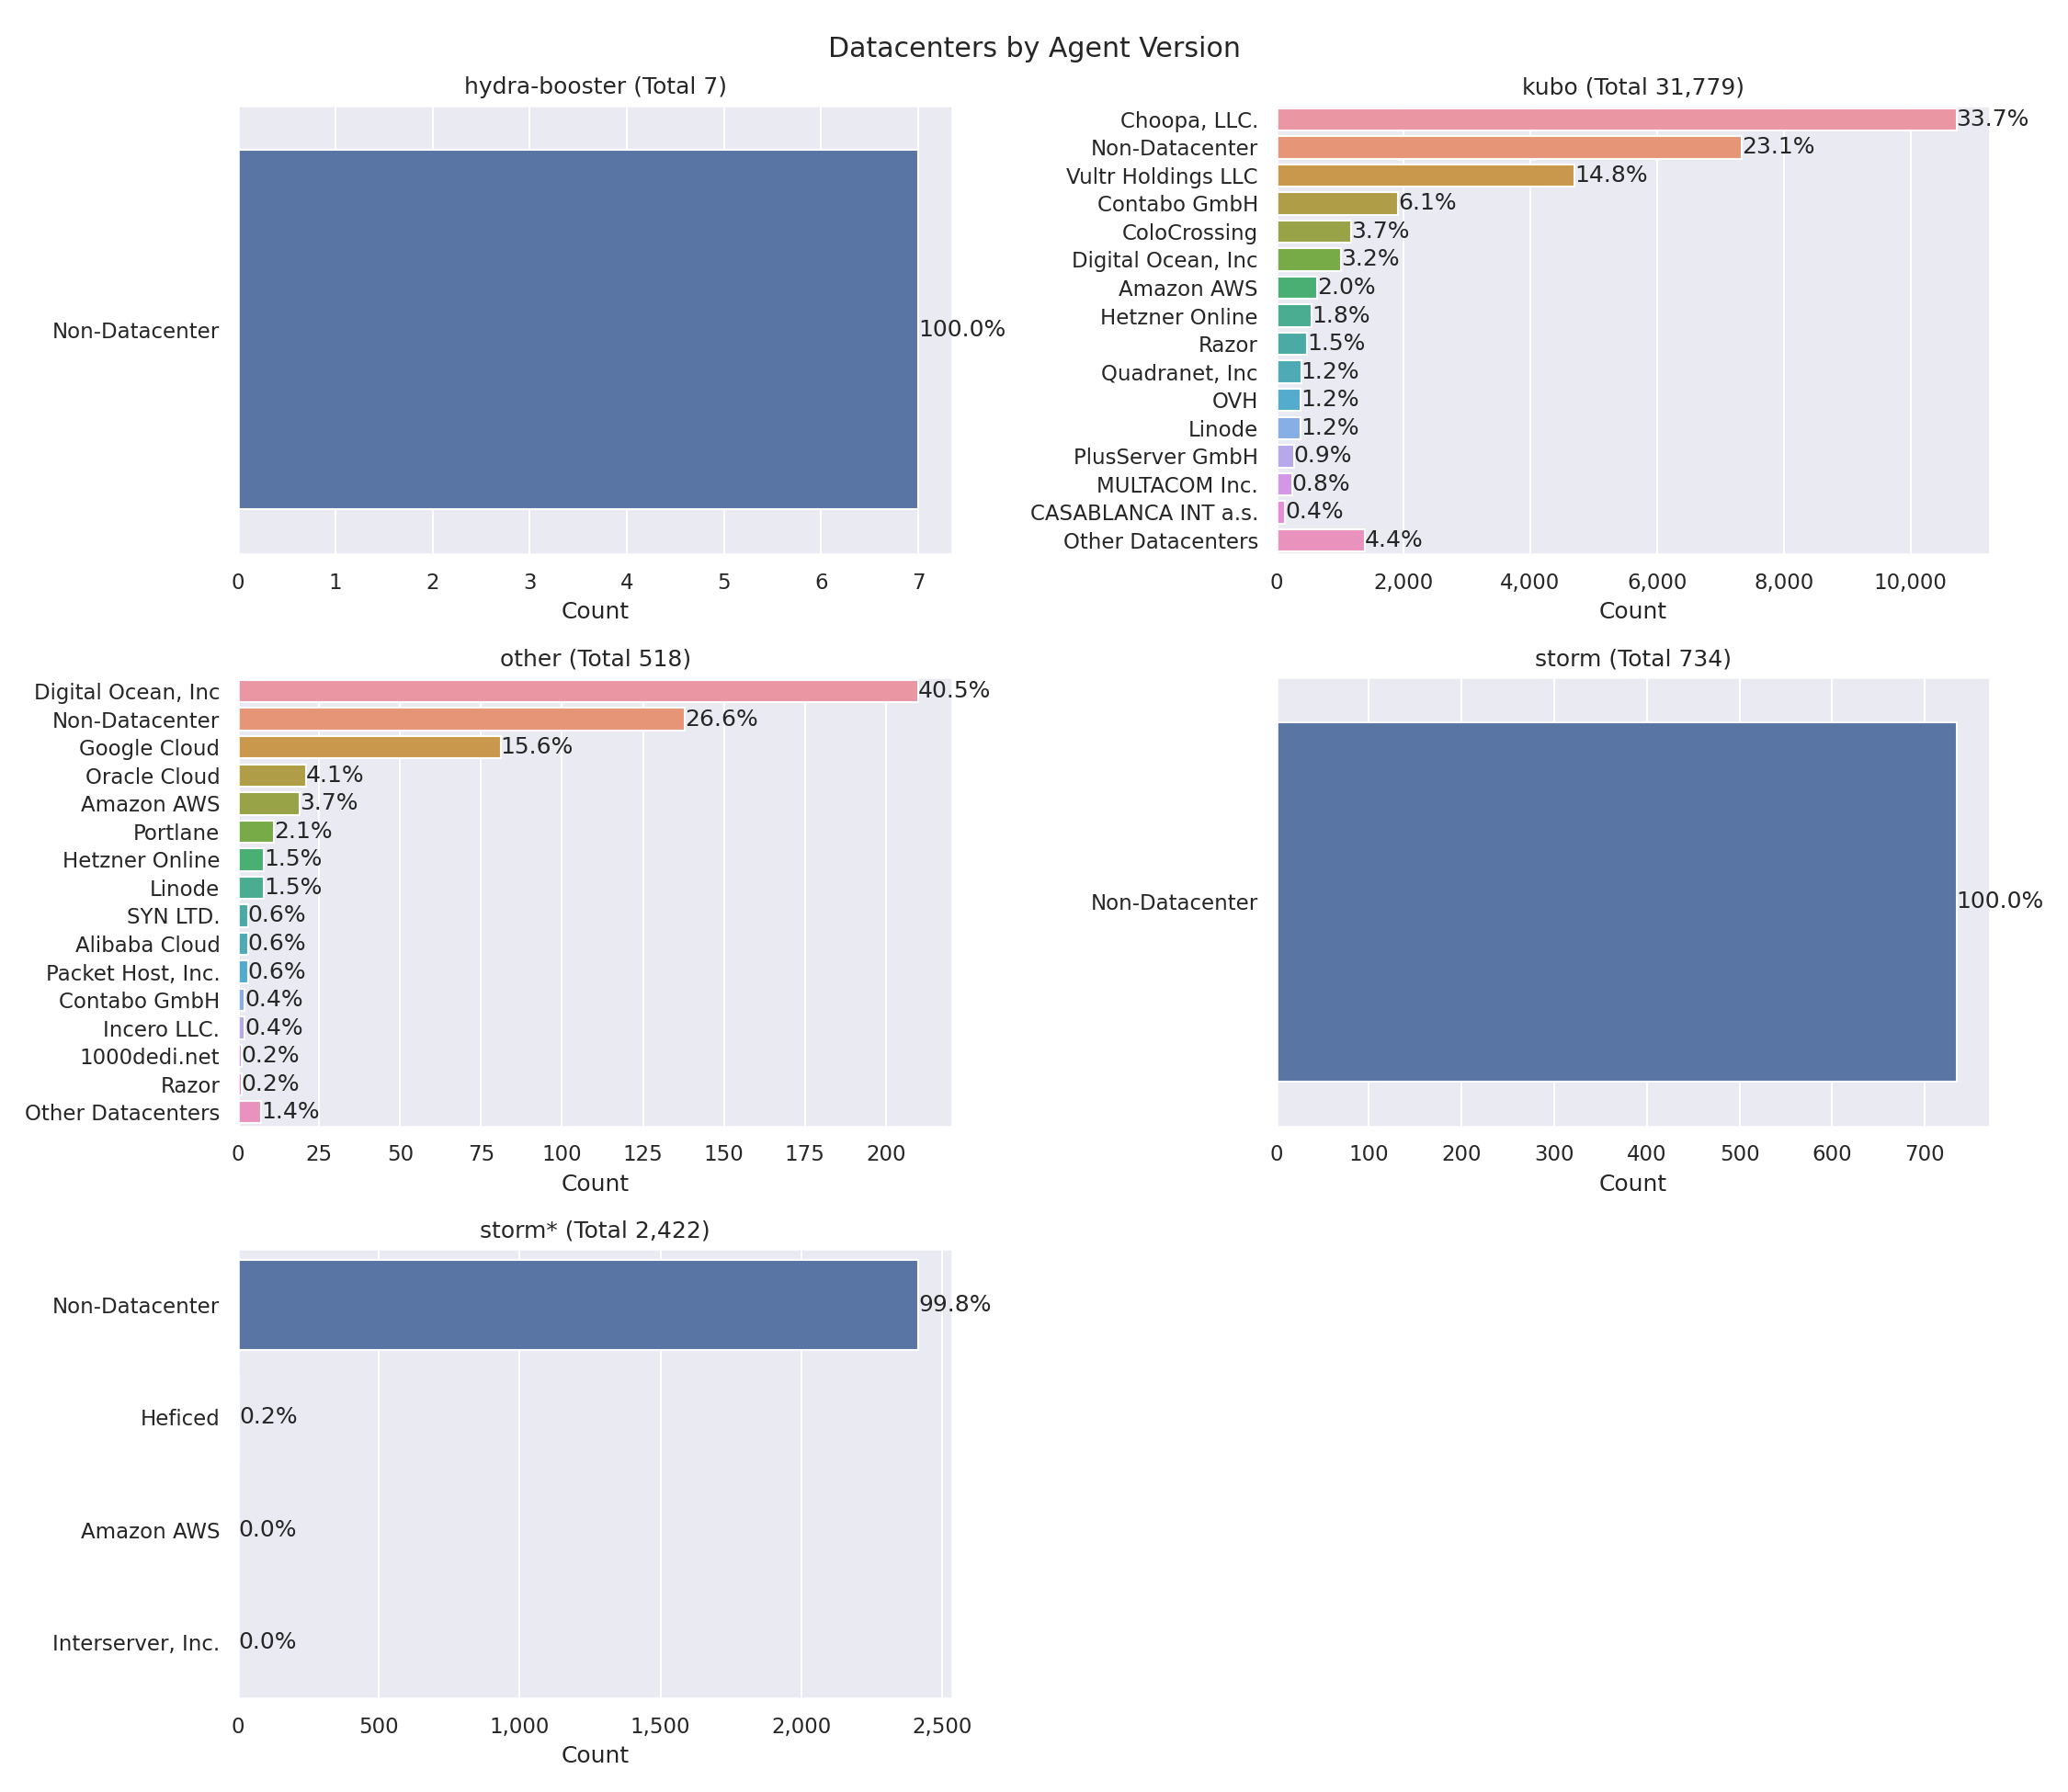 Datacenters by Agent Version
hydra-booster (Total 7)
Non-Datacenter
100.0%
0 1 2 3 4 5 6 7
Count
kubo (Total 31,779)
Choopa, LLC. 33.7%
Non-Datacenter 23.1%
Vultr Holdings LLC 14.8%
Contabo GmbH 6.1%
ColoCrossing 3.7%
Digital Ocean, Inc 3.2%
Amazon AWS 2.0%
Hetzner Online 1.8%
Razor 1.5%
Quadranet, Inc 1.2%
OVH 1.2%
Linode 1.2%
PlusServer GmbH 0.9%
MULTACOM Inc. 0.8%
CASABLANCA INT a.s. 0.4%
Other Datacenters 4.4%
0 2,000 4,000 6,000 8,000 10,000
Count
other (Total 518)
Digital Ocean, Inc 40.5%
Non-Datacenter 26.6%
Google Cloud 15.6%
Oracle Cloud 4.1%
Amazon AWS 3.7%
Portlane 2.1%
Hetzner Online 1.5%
Linode 1.5%
SYN LTD. 0.6%
Alibaba Cloud 0.6%
Packet Host, Inc. 0.6%
Contabo GmbH 0.4%
Incero LLC. 0.4%
1000dedi.net 0.2%
Razor 0.2%
Other Datacenters 1.4%
0 25 50 75 100 125 150 175 200
Count
storm (Total 734)
Non-Datacenter 100.0%
0 100 200 300 400 500 600 700
Count
storm* (Total 2,422)
Non-Datacenter 99.8%
Heficed 0.2%
Amazon AWS 0.0%
Interserver, Inc. 0.0%
0 500 1,000 1,500 2,000 2,500
Count